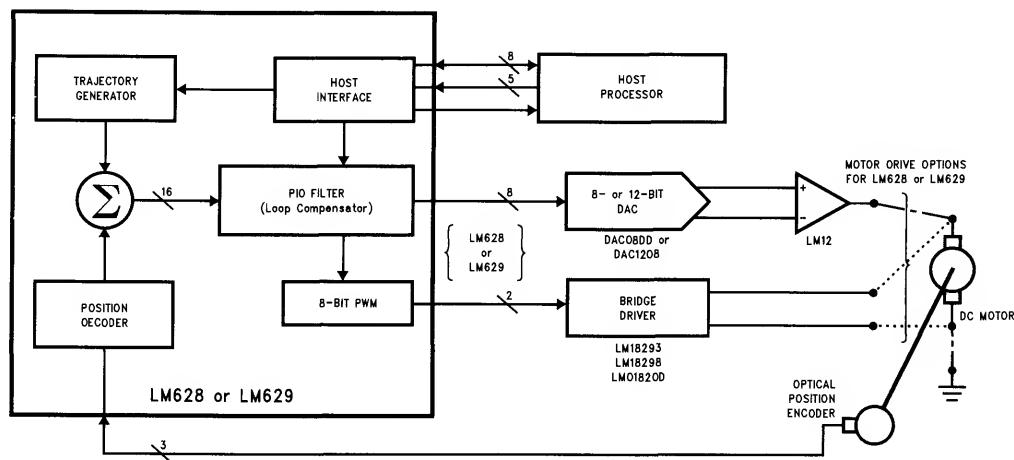 TRAJECTORY
GENERATOR
HOST
INTERFACE
8
5
HOST
PROCESSOR
Σ
16
PIO FILTER
(Loop Compensator)
8
8- or 12-BIT
DAC
DAC08DD or
DAC1208
+
-
LM12
MOTOR DRIVE OPTIONS
FOR LM628 or LM629
LM628
or
LM629
POSITION
OECODER
8-BIT PWM
2
BRIDGE
DRIVER
LM18293
LM18298
LMO1820D
DC MOTOR
LM628 or LM629
OPTICAL
POSITION
ENCODER
3